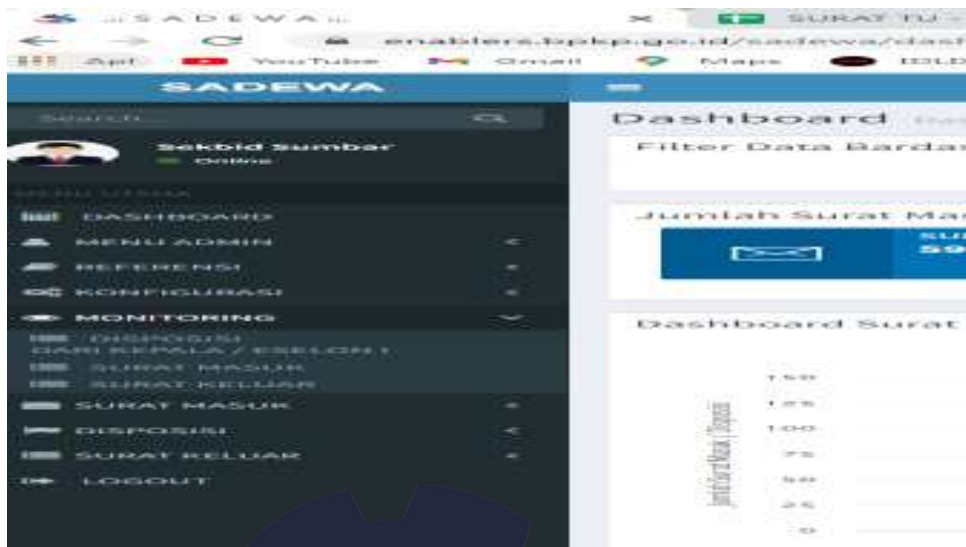 ... S A D E W A ...
SURAT TU -
enablers.bpkp.go.id/sadewa/dash
Apl YouTube Gmail Maps
SADEWA
Search...
Dashboard
Sekbid Sumbar
Online
Filter Data Bardas
MENU UTAMA
DASHBOARD
Jumlah Surat Mas
MENU ADMIN
REFERENSI
KONFIGURASI
MONITORING
Dashboard Surat
DISPOSISI
DARI KEPALA / ESELON 1
SURAT MASUK
SURAT KELUAR
SURAT MASUK
DISPOSISI
SURAT KELUAR
LOGOUT
Jumlah Surat Masuk / Disposisi
150
125
100
75
50
25
0